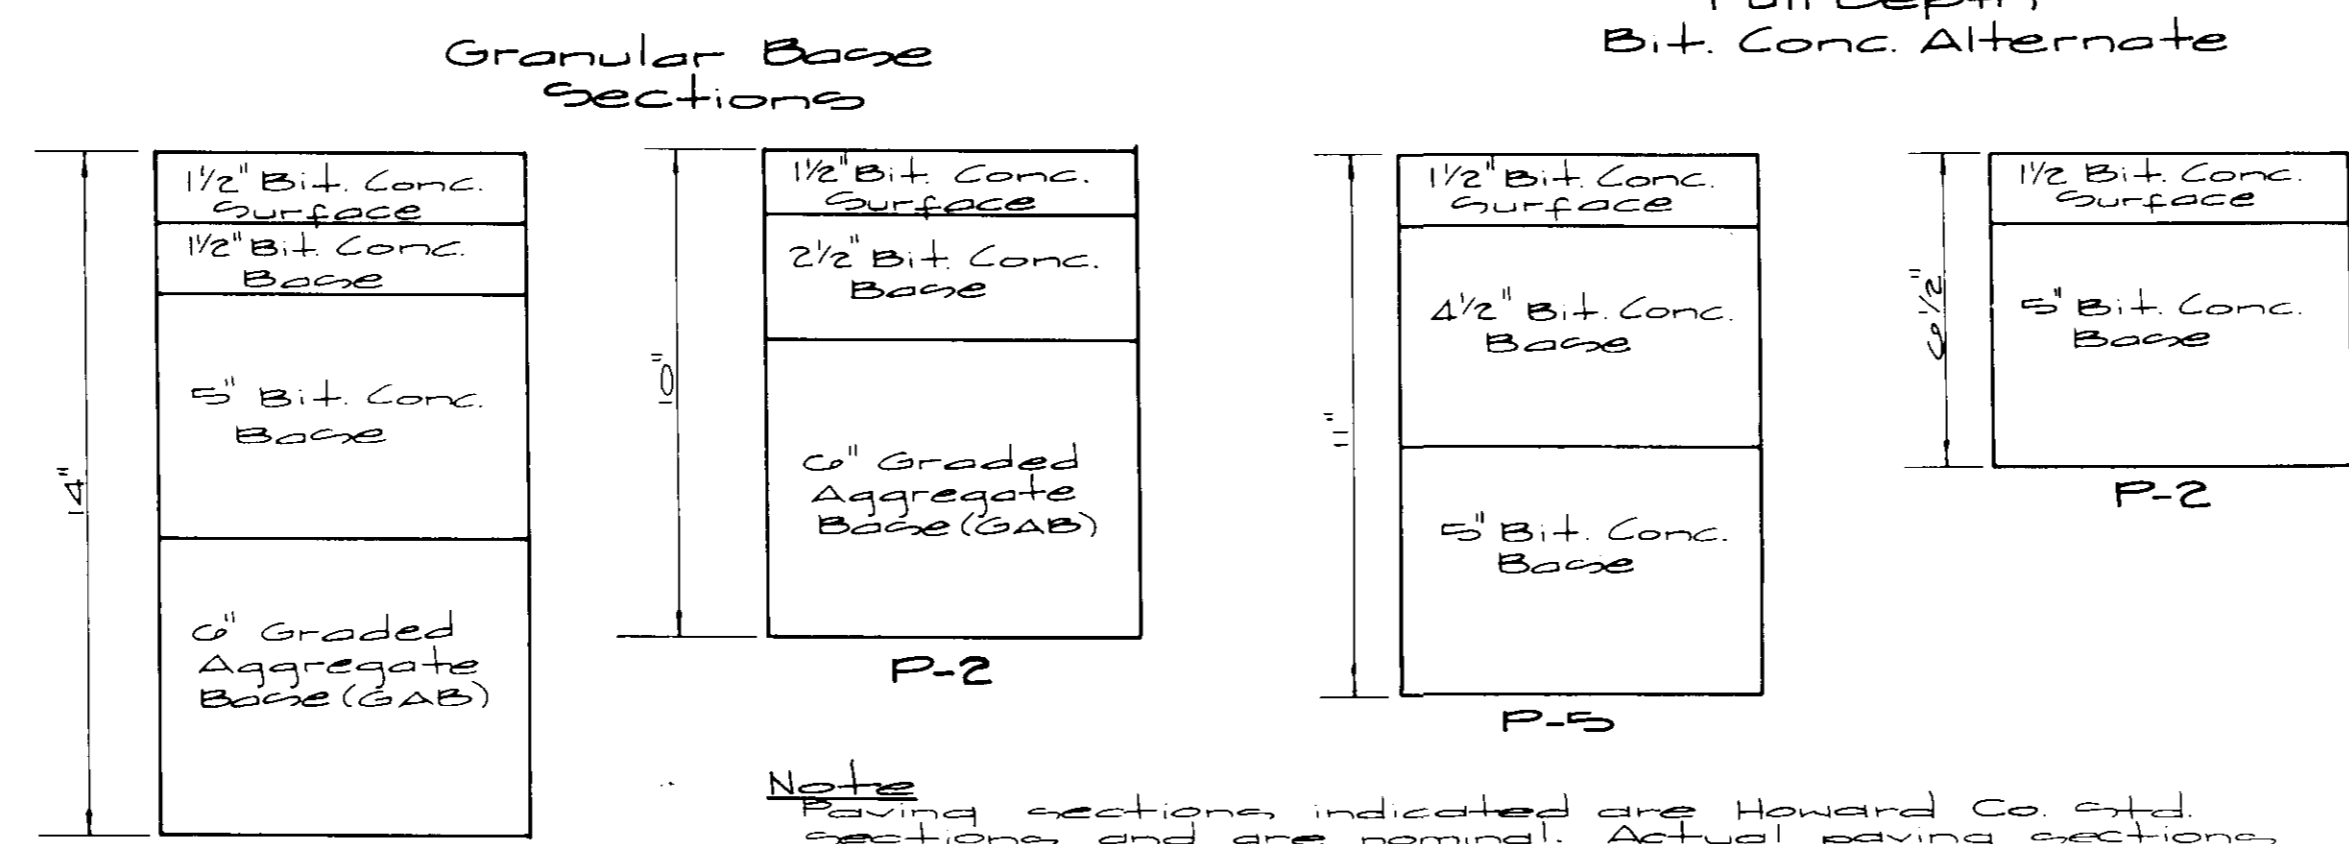 Granular Base
Sections
Bit. Conc. Alternate
14"
1½" Bit. Conc.
Surface
1½" Bit. Conc.
Base
5" Bit. Conc.
Base
6" Graded
Aggregate
Base (GAB)
10"
1½" Bit. Conc.
Surface
2½" Bit. Conc.
Base
6" Graded
Aggregate
Base (GAB)
P-2
11"
1½" Bit. Conc.
Surface
4½" Bit. Conc.
Base
5" Bit. Conc.
Base
P-5
6½"
1½ Bit. Conc.
Surface
5" Bit. Conc.
Base
P-2
Note
Paving sections indicated are Howard Co. Std.
sections and are nominal. Actual paving sections